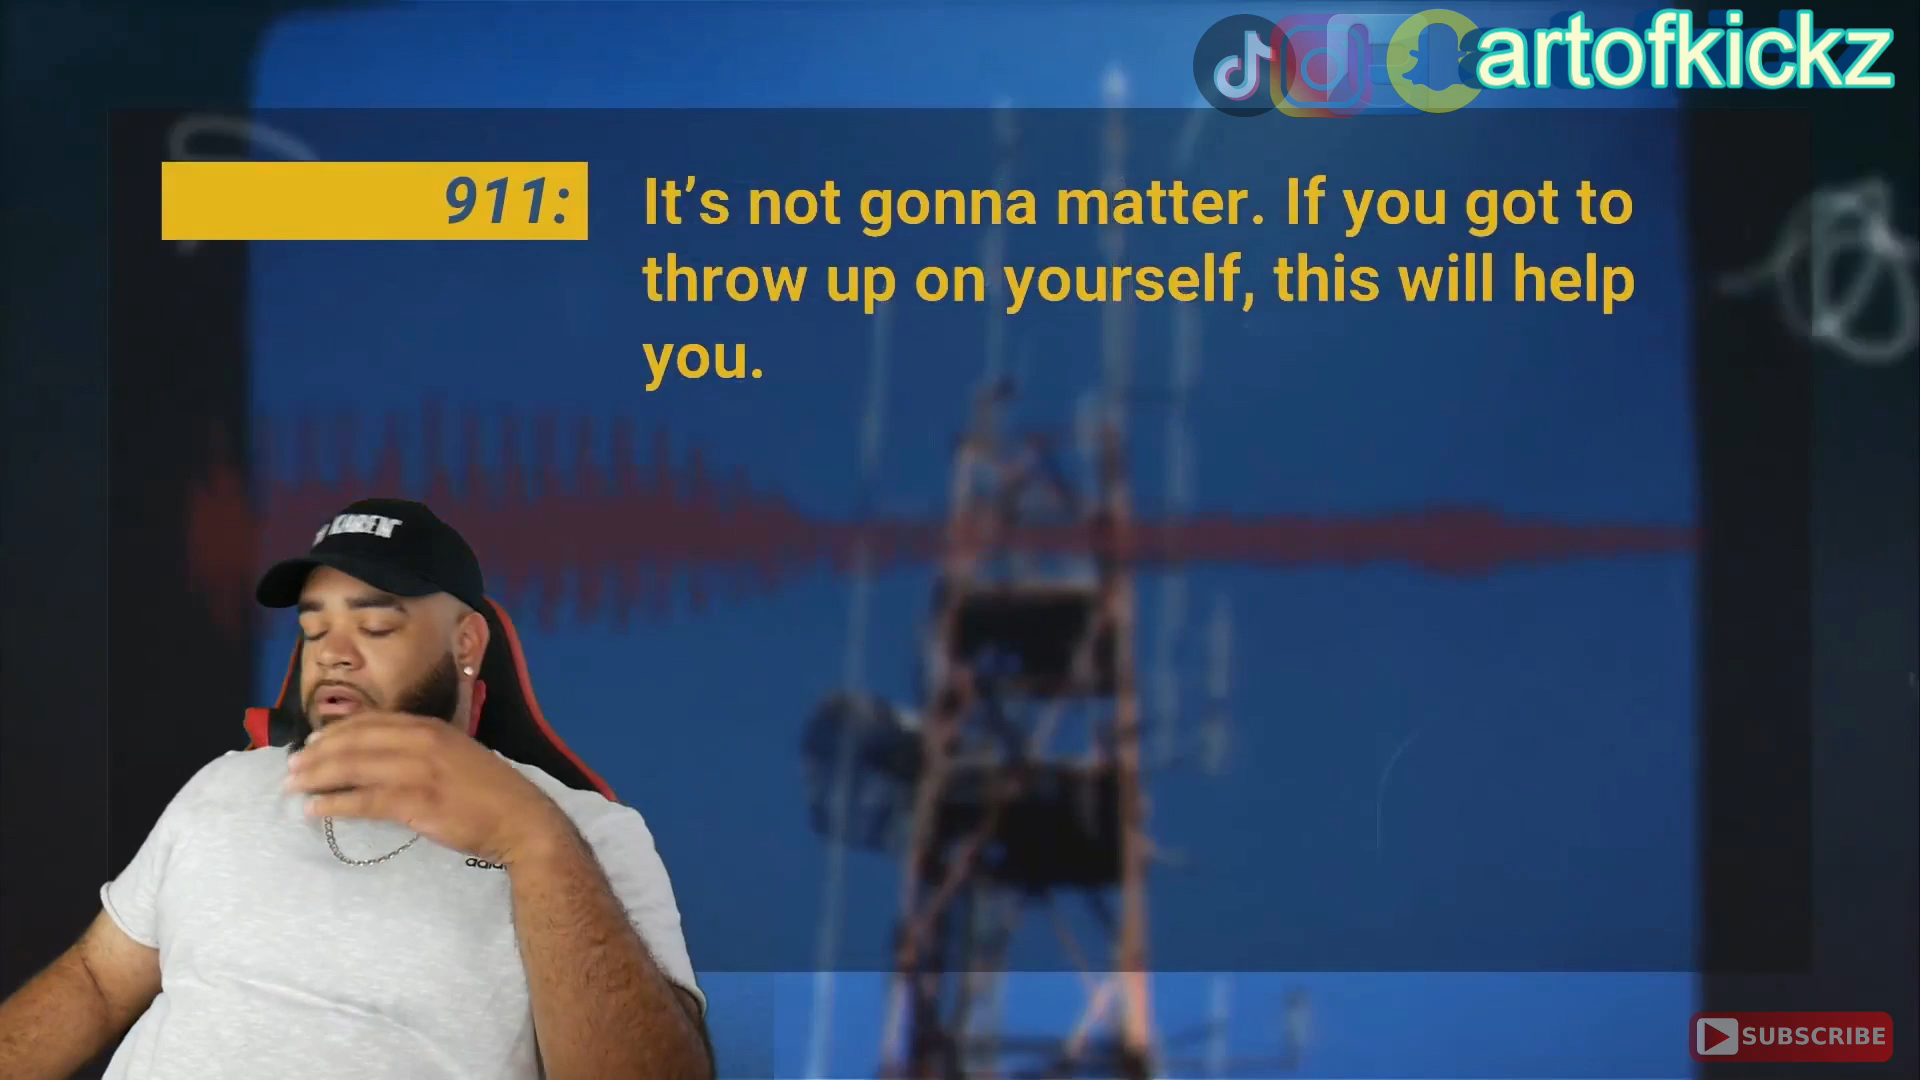 artofkickz
911:
It's not gonna matter. If you got to
throw up on yourself, this will help
you.
KAREN
SUBSCRIBE